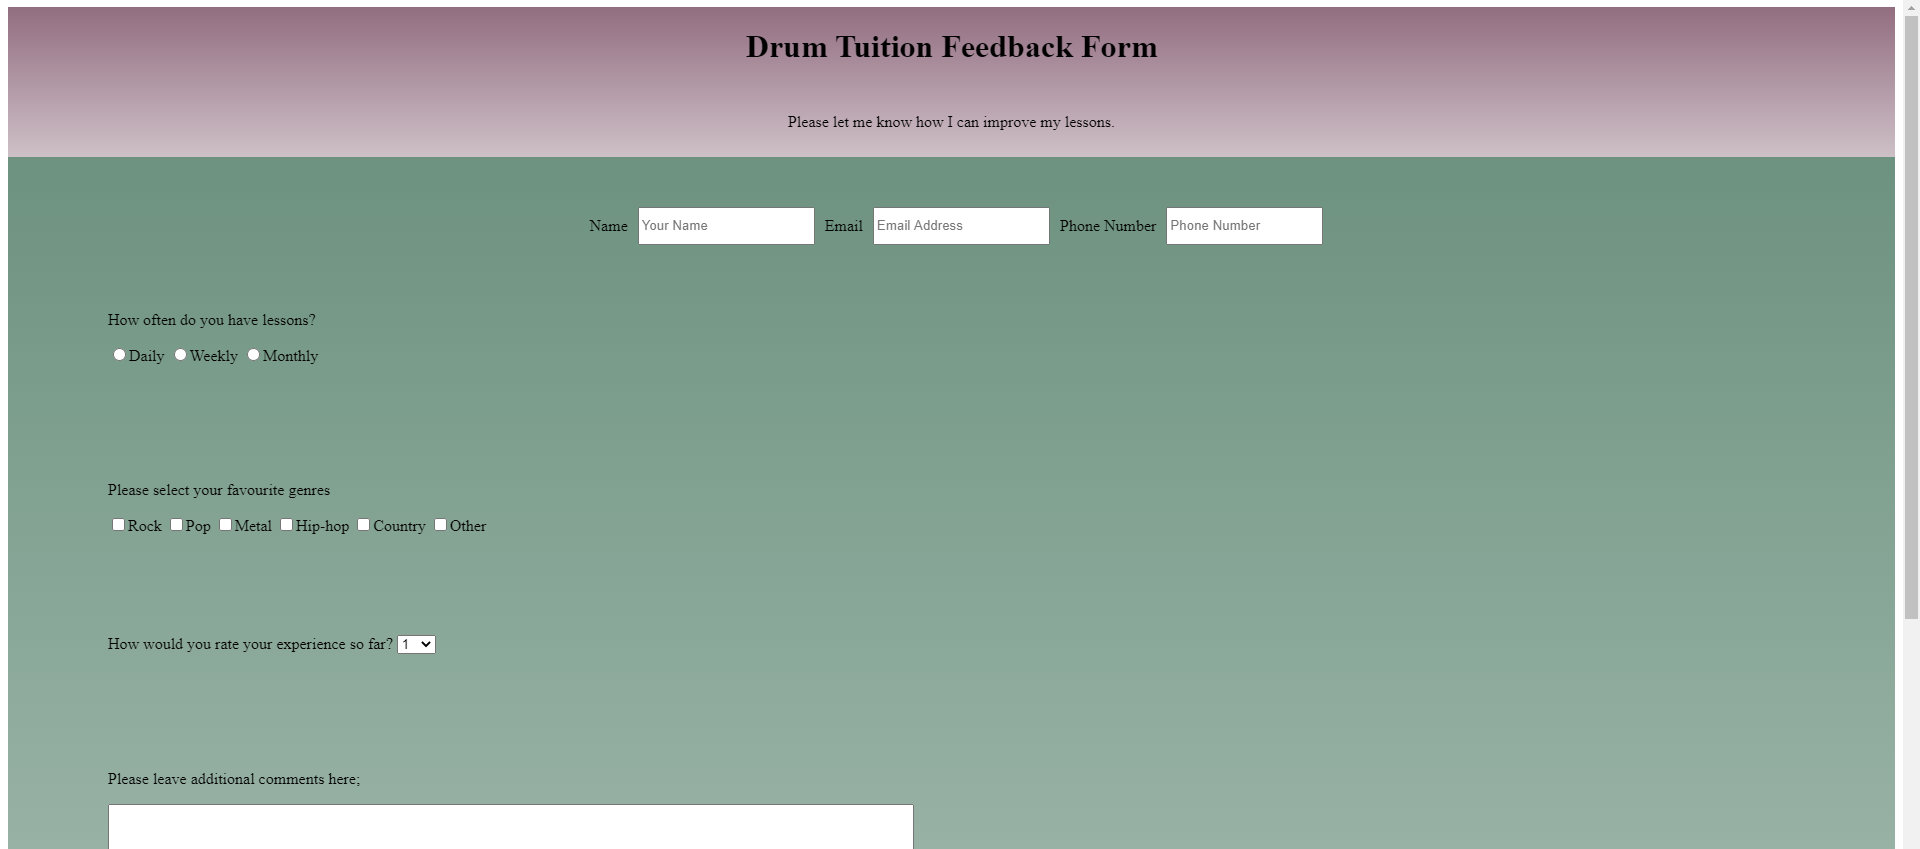 Drum Tuition Feedback Form
Please let me know how I can improve my lessons.
Name Your Name Email Email Address Phone Number Phone Number
How often do you have lessons?
Daily Weekly Monthly
Please select your favourite genres
Rock Pop Metal Hip-hop Country Other
How would you rate your experience so far? 1
Please leave additional comments here;